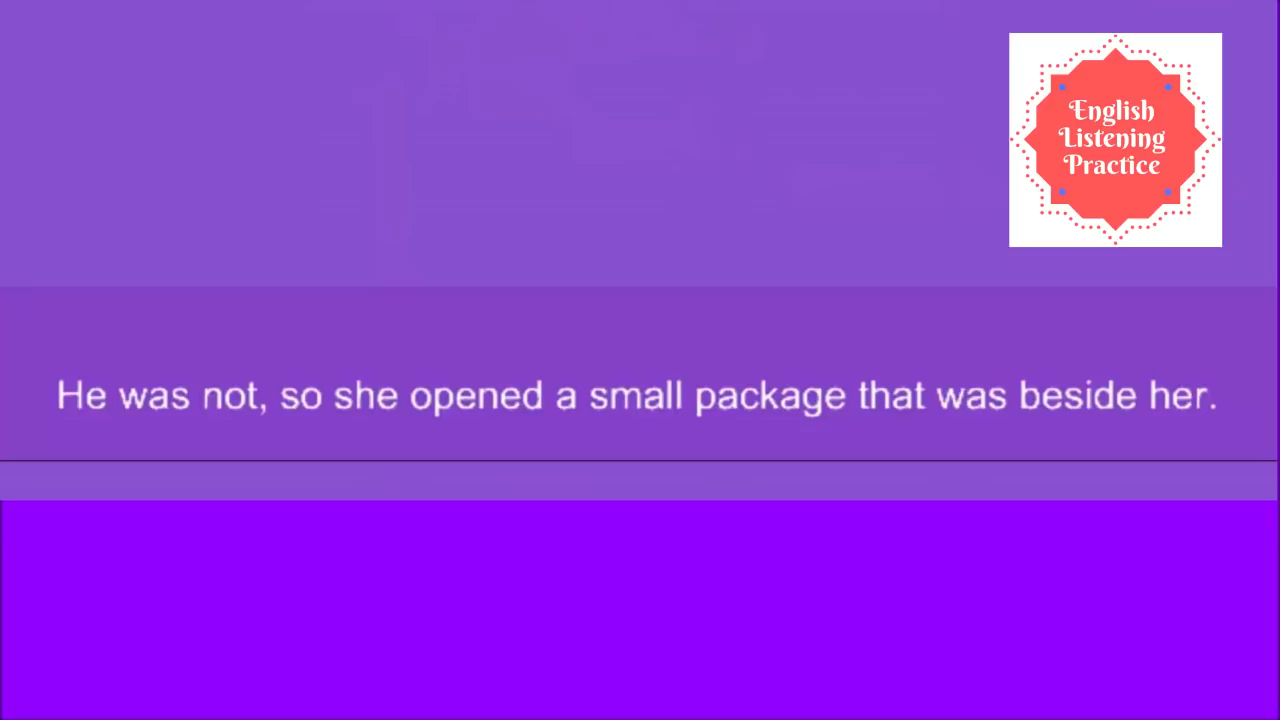 English
Listening
Practice
He was not, so she opened a small package that was beside her.